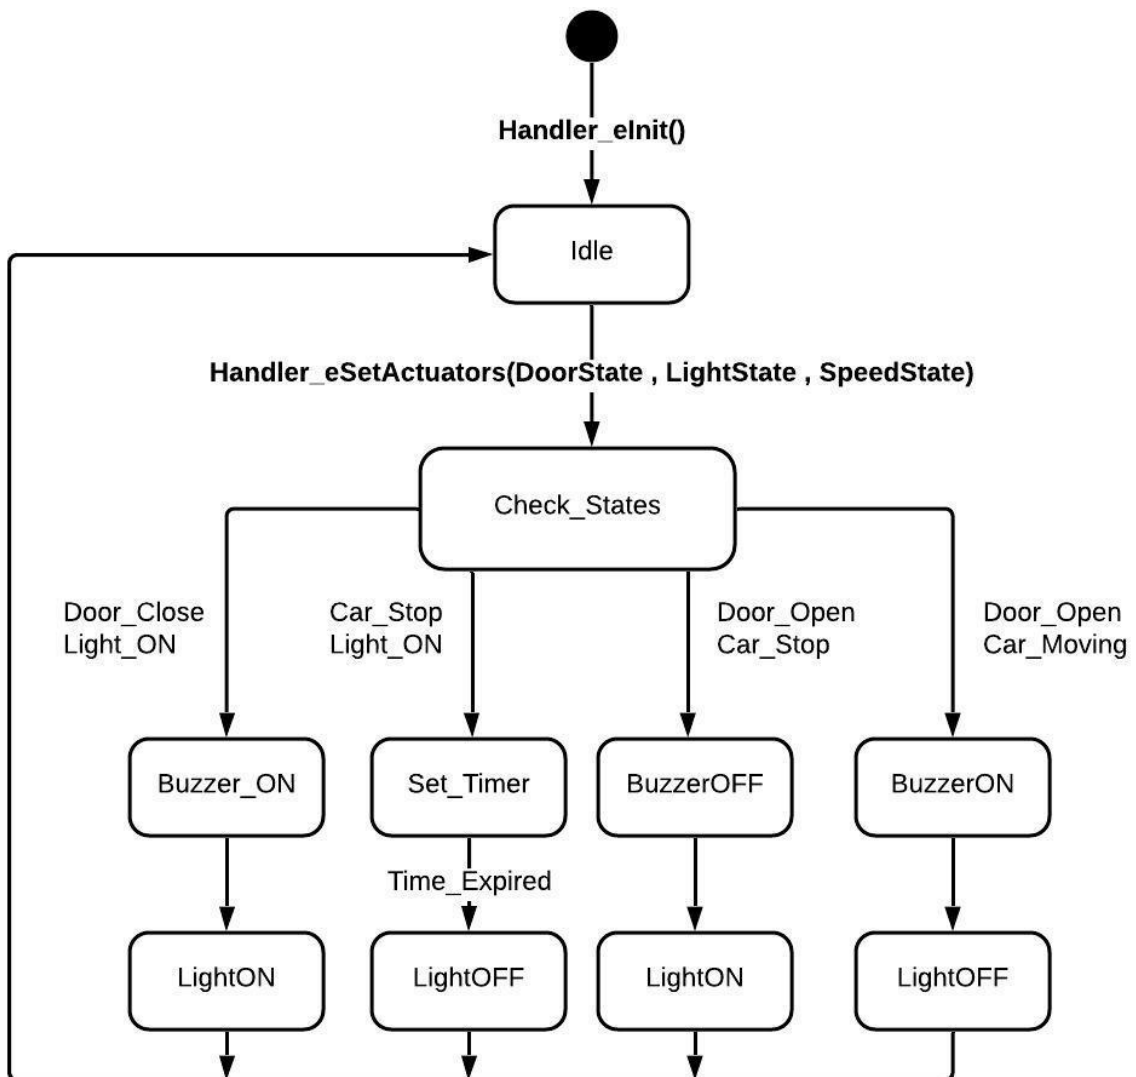 Handler_eInit()
Idle
Handler_eSetActuators(DoorState , LightState , SpeedState)
Check_States
Door_Close
Light_ON
Car_Stop
Light_ON
Door_Open
Car_Stop
Door_Open
Car_Moving
Buzzer_ON
Set_Timer
BuzzerOFF
BuzzerON
Time_Expired
LightON
LightOFF
LightON
LightOFF